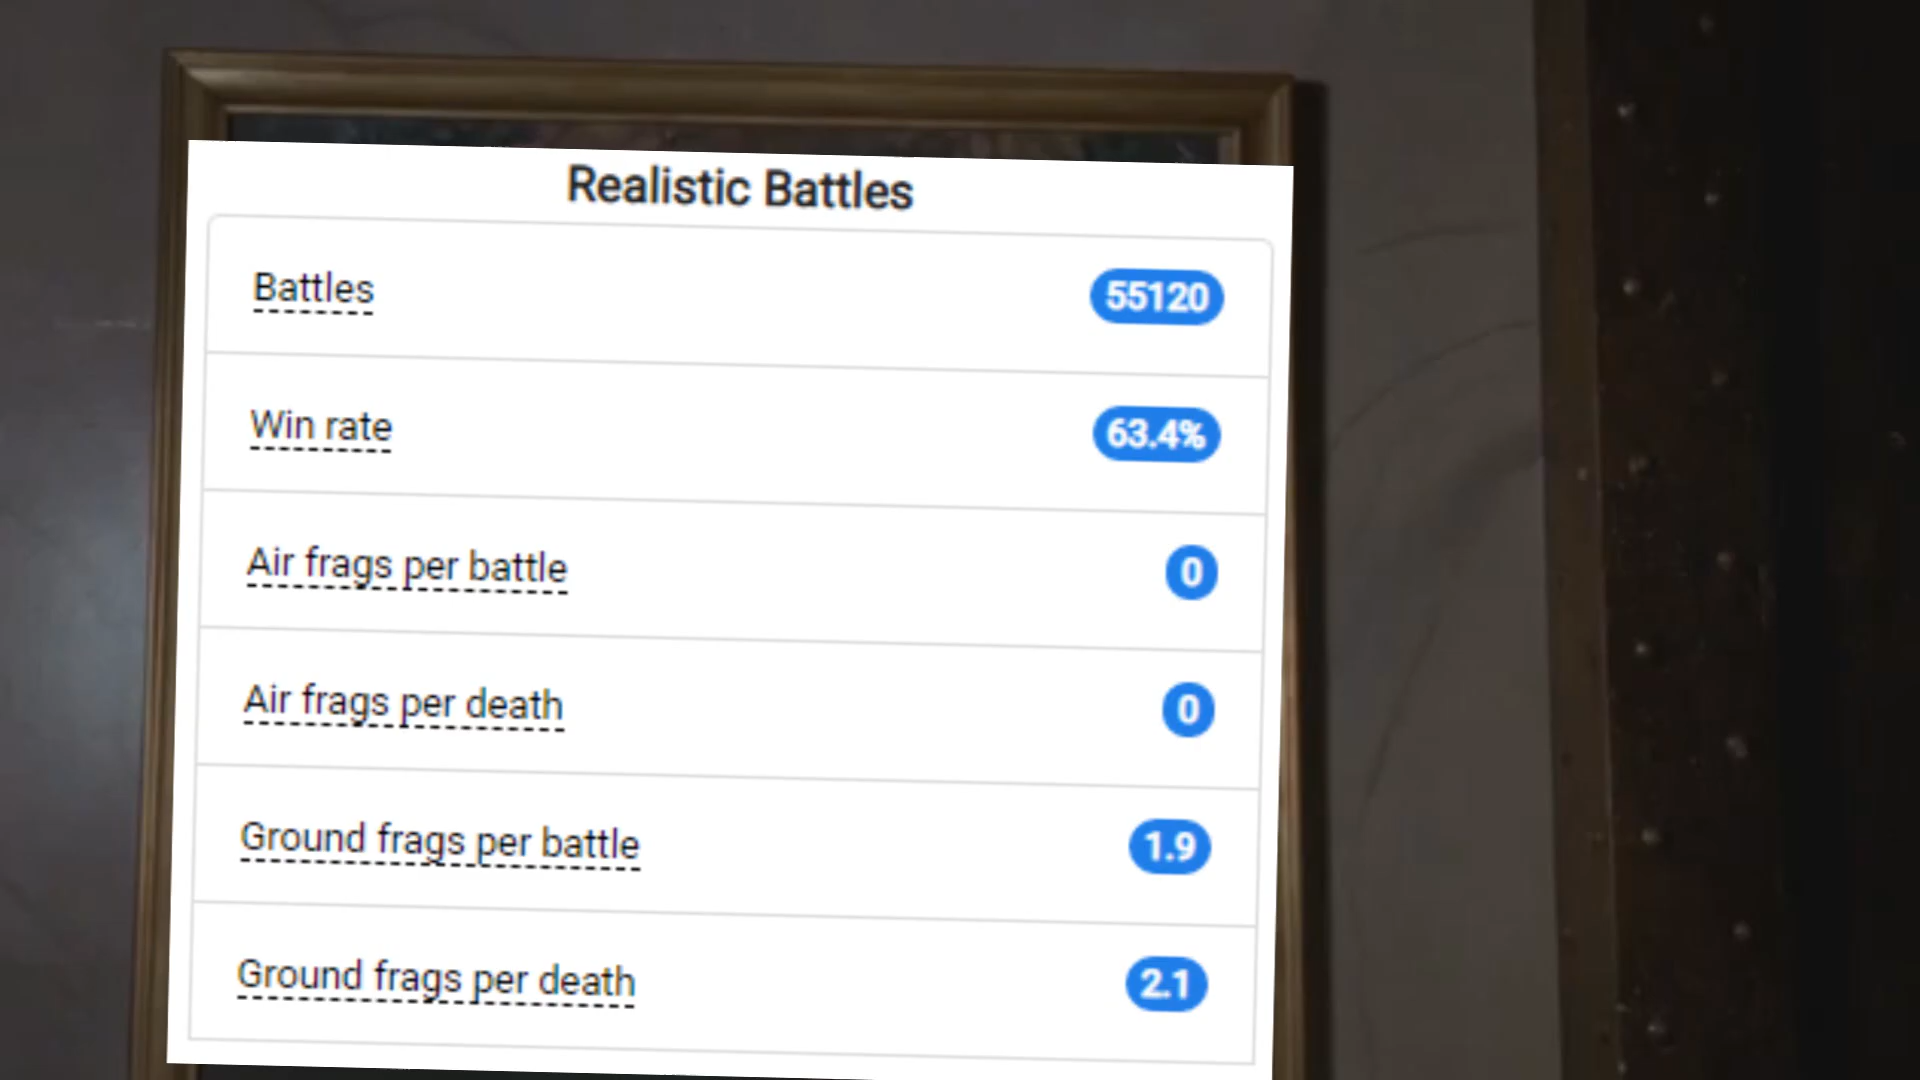 Realistic Battles
Battles 55120
Win rate 63.4%
Air frags per battle 0
Air frags per death 0
Ground frags per battle 1.9
Ground frags per death 2.1